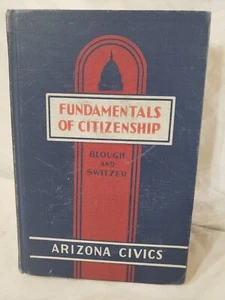 FUNDAMENTALS
OF CITIZENSHIP
BLOUGH
AND
SWITZER
ARIZONA CIVICS